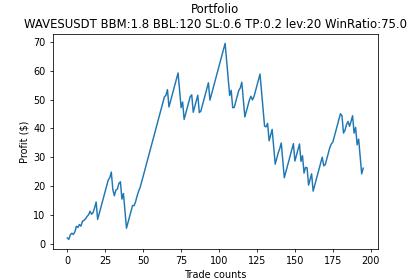 Portfolio
WAVESUSDT BBM:1.8 BBL:120 SL:0.6 TP:0.2 lev:20 WinRatio:75.0
70
60
50
40
30
20
10
0
Profit ($)
0 25 50 75 100 125 150 175 200
Trade counts